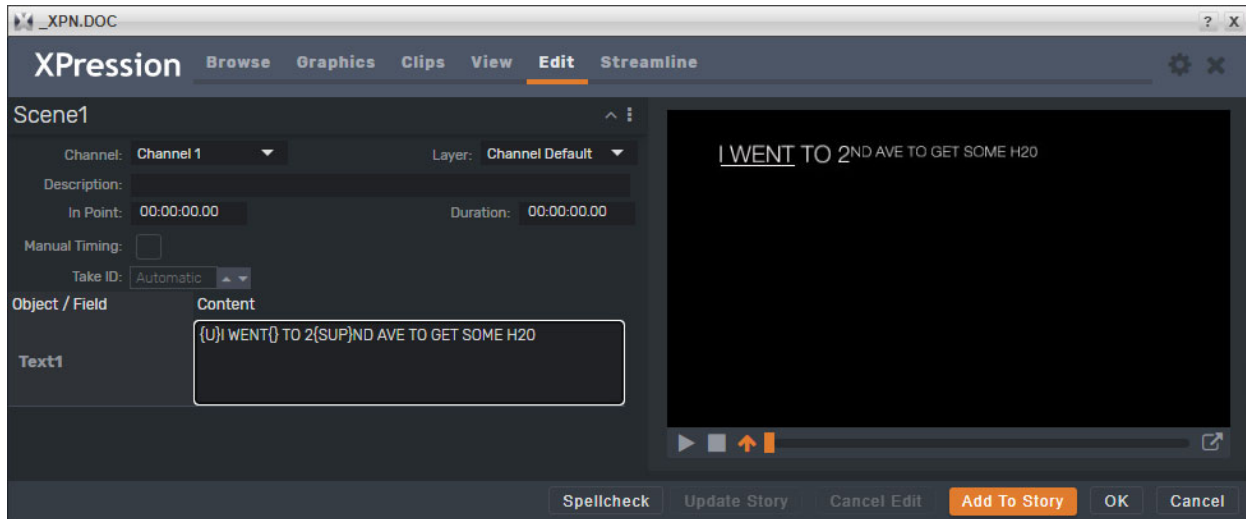 _XPN.DOC ? X
XPression Browse Graphics Clips View Edit Streamline
Scene1
Channel: Channel 1 Layer: Channel Default
Description:
In Point: 00:00:00.00 Duration: 00:00:00.00
Manual Timing:
Take ID: Automatic
Object / Field Content
Text1 {U}I WENT{} TO 2{SUP}ND AVE TO GET SOME H20
I WENT TO 2ND AVE TO GET SOME H20
Spellcheck Update Story Cancel Edit Add To Story OK Cancel